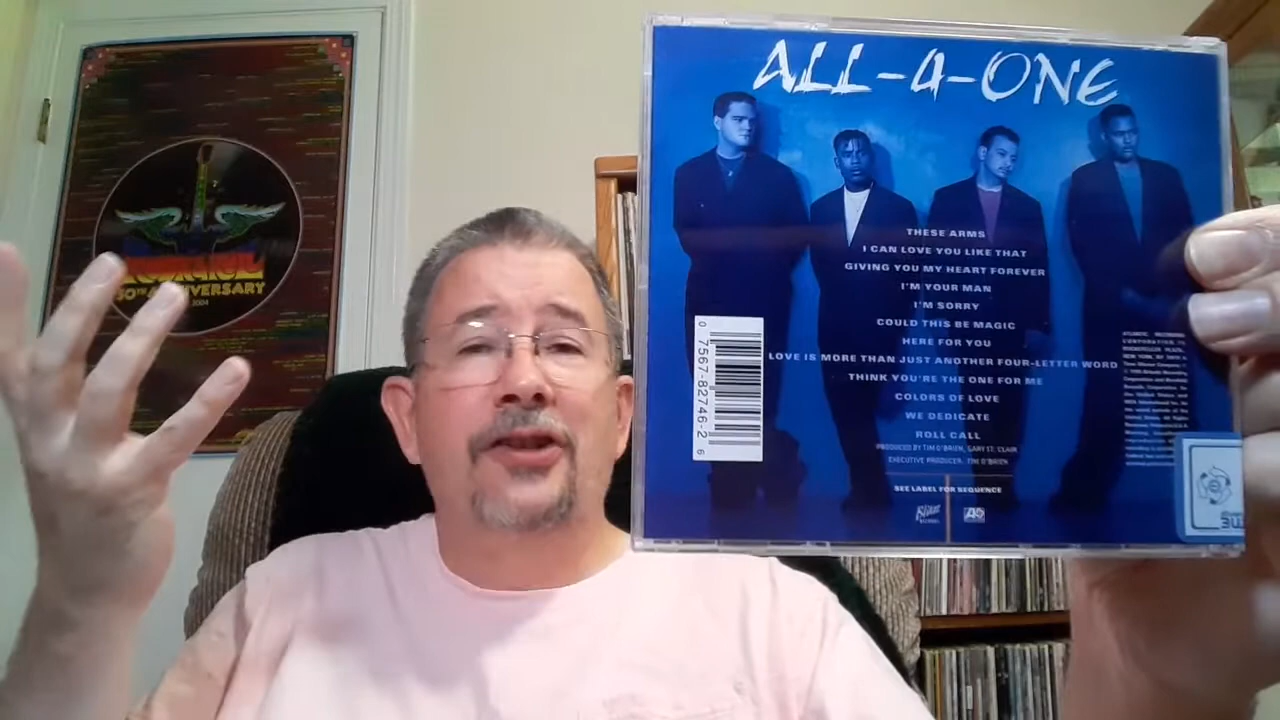 ALL-4-ONE
THESE ARMS
I CAN LOVE YOU LIKE THAT
GIVING YOU MY HEART FOREVER
I'M YOUR MAN
I'M SORRY
COULD THIS BE MAGIC
HERE FOR YOU
LOVE IS MORE THAN JUST ANOTHER FOUR-LETTER WORD
THINK YOU'RE THE ONE FOR ME
COLORS OF LOVE
WE DEDICATE
ROLL CALL
PRODUCED BY TIM O'BRIEN, GARY ST. CLAIR
EXECUTIVE PRODUCER: TIM O'BRIEN
SEE LABEL FOR SEQUENCE
0 7567-82746-2 6
50TH ANNIVERSARY
2004